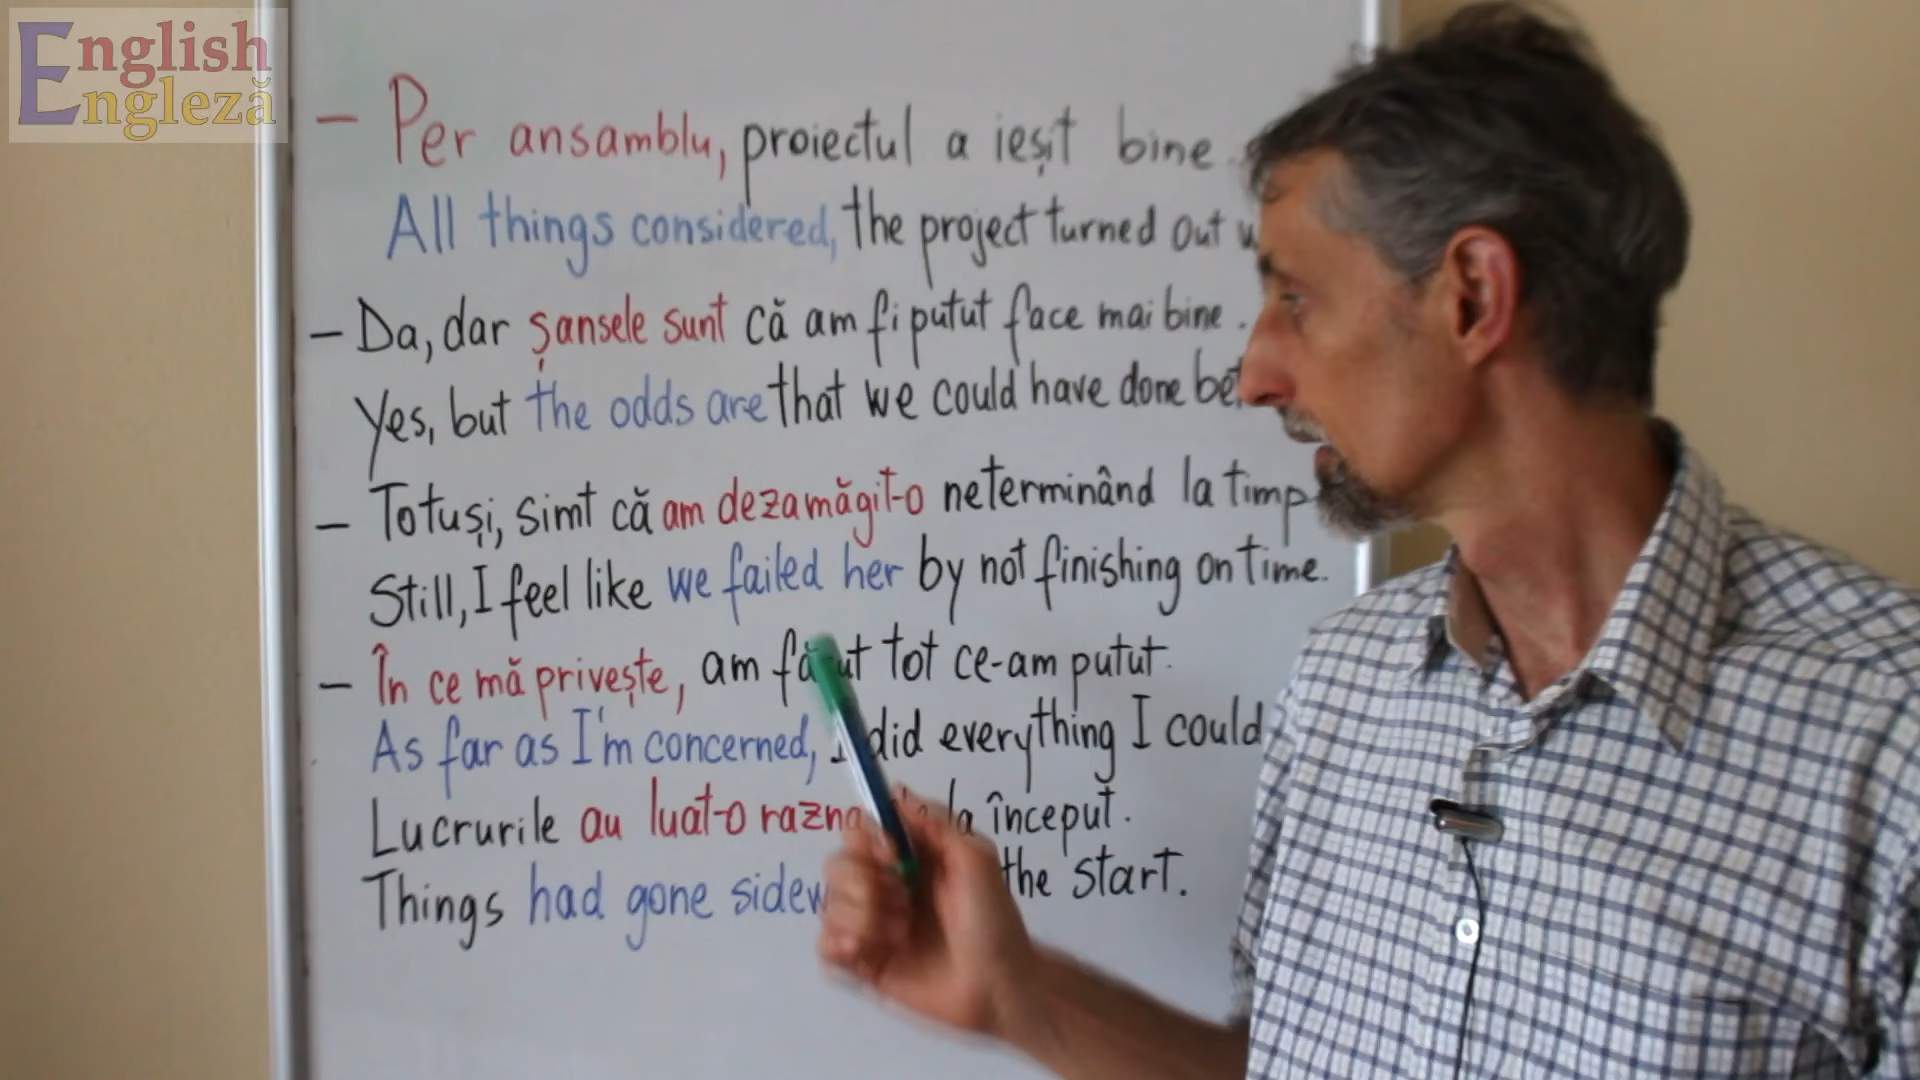 English
Engleză
- Per ansamblu, proiectul a ieșit bine.
All things considered, the project turned out
- Da, dar șansele sunt că am fi putut face mai bine.
Yes, but the odds are that we could have done
- Totuși, simt că am dezamăgit-o neterminând la timp
Still, I feel like we failed her by not finishing on time.
- În ce mă privește, am făcut tot ce-am putut.
As far as I'm concerned, I did everything I could
Lucrurile au luat-o razna la început.
Things had gone the start.